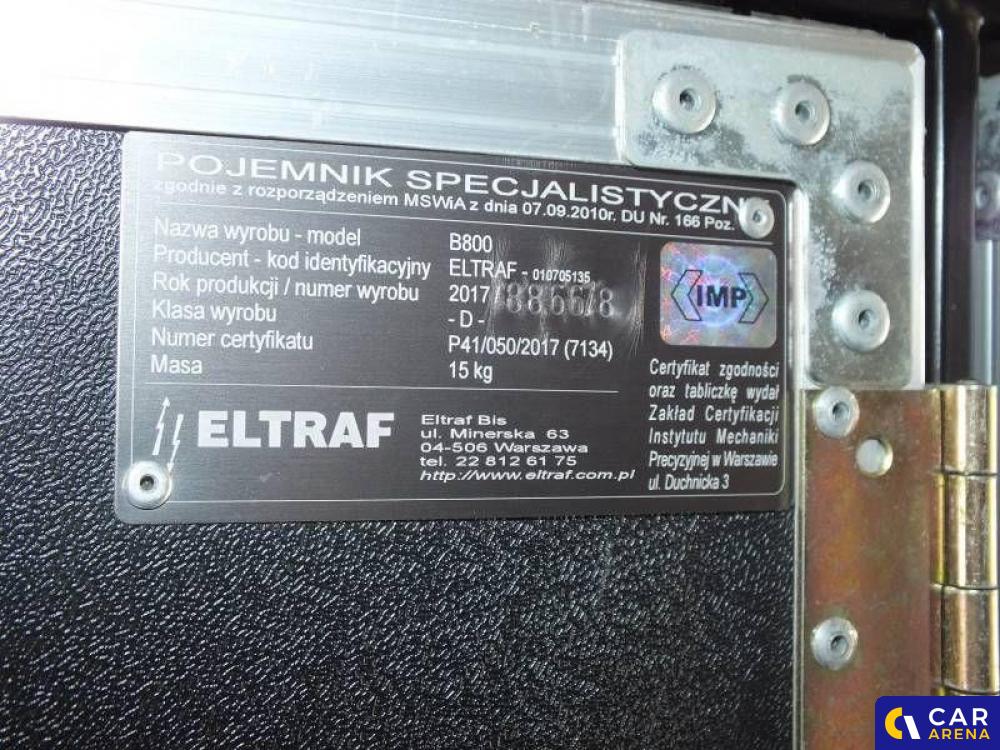 POJEMNIK SPECJALISTYCZN
zgodnie z rozporządzeniem MSWiA z dnia 07.09.2010r. DU Nr. 166 Poz.
Nazwa wyrobu - model B800
Producent - kod identyfikacyjny ELTRAF - 010705135
Rok produkcji / numer wyrobu 2017
Klasa wyrobu - D -
Numer certyfikatu P41/050/2017 (7134)
Masa 15 kg
IMP
Certyfikat zgodności
oraz tabliczkę wydał
Zakład Certyfikacji
Instytutu Mechaniki
Precyzyjnej w Warszawie
ul. Duchnicka 3
ELTRAF
Eltraf Bis
ul. Minerska 63
04-506 Warszawa
tel. 22 812 61 75
http://www.eltraf.com.pl
CAR
ARENA